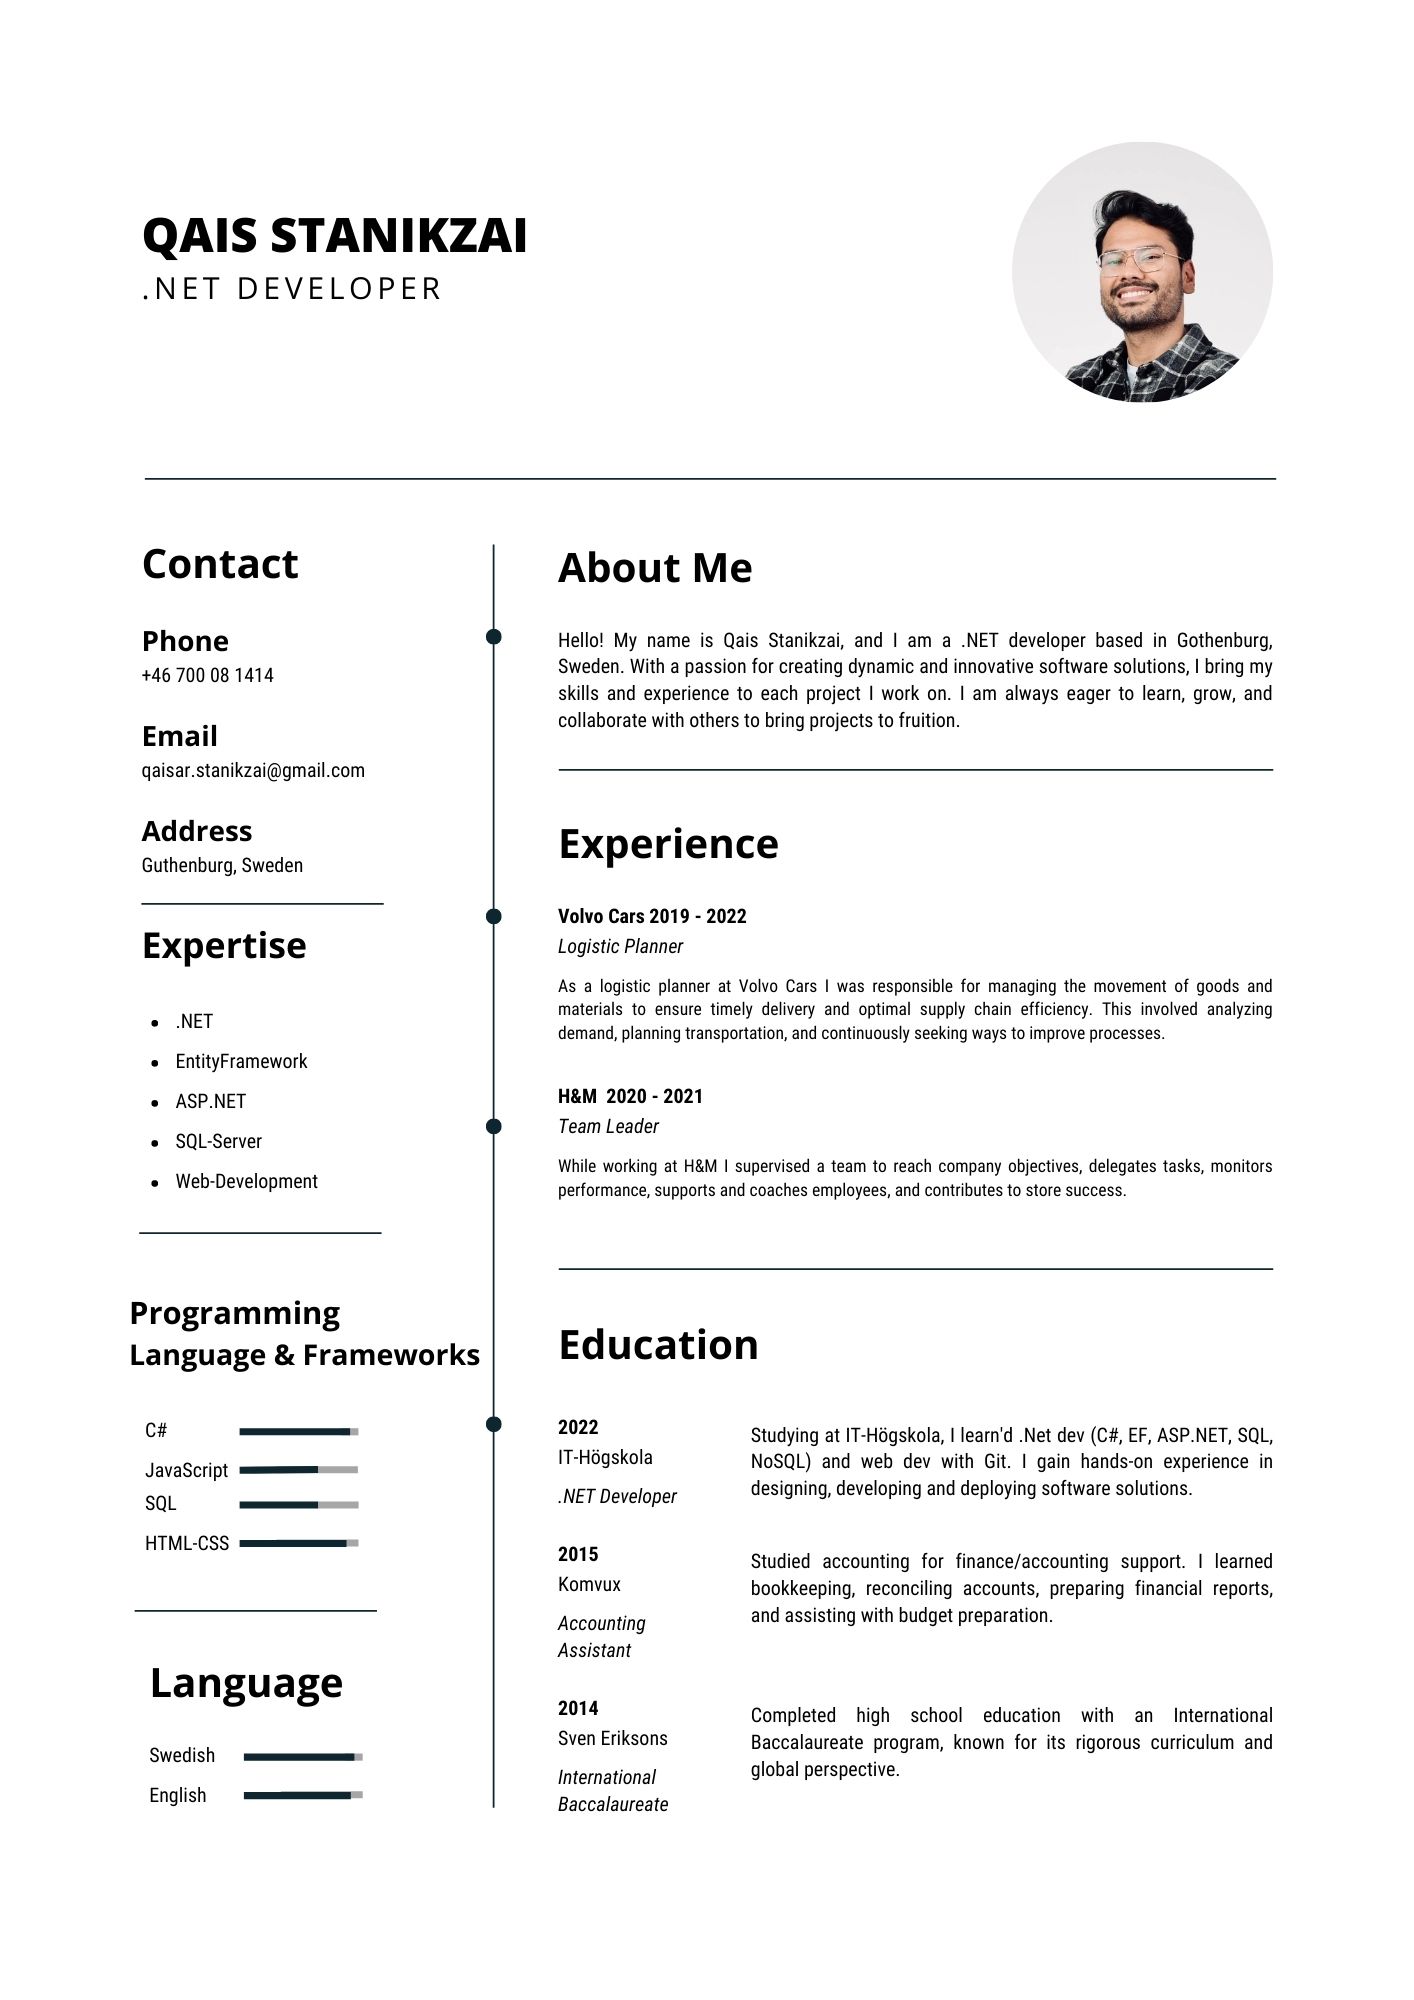 QAIS STANIKZAI
.NET DEVELOPER
Contact
Phone
+46 700 08 1414
Email
qaisar.stanikzai@gmail.com
Address
Guthenburg, Sweden
Expertise
.NET
EntityFramework
ASP.NET
SQL-Server
Web-Development
Programming
Language & Frameworks
C#
JavaScript
SQL
HTML-CSS
Language
Swedish
English
About Me
Hello! My name is Qais Stanikzai, and I am a .NET developer based in Gothenburg,
Sweden. With a passion for creating dynamic and innovative software solutions, I bring my
skills and experience to each project I work on. I am always eager to learn, grow, and
collaborate with others to bring projects to fruition.
Experience
Volvo Cars 2019 - 2022
Logistic Planner
As a logistic planner at Volvo Cars I was responsible for managing the movement of goods and
materials to ensure timely delivery and optimal supply chain efficiency. This involved analyzing
demand, planning transportation, and continuously seeking ways to improve processes.
H&M 2020 - 2021
Team Leader
While working at H&M I supervised a team to reach company objectives, delegates tasks, monitors
performance, supports and coaches employees, and contributes to store success.
Education
2022
IT-Högskola
.NET Developer
Studying at IT-Högskola, I learn'd .Net dev (C#, EF, ASP.NET, SQL,
NoSQL) and web dev with Git. I gain hands-on experience in
designing, developing and deploying software solutions.
2015
Komvux
Accounting
Assistant
Studied accounting for finance/accounting support. I learned
bookkeeping, reconciling accounts, preparing financial reports,
and assisting with budget preparation.
2014
Sven Eriksons
International
Baccalaureate
Completed high school education with an International
Baccalaureate program, known for its rigorous curriculum and
global perspective.